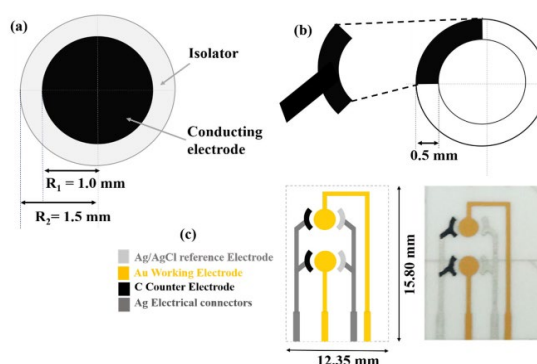 (a)
Isolator
Conducting
electrode
R₁ = 1.0 mm
R₂= 1.5 mm
(b)
0.5 mm
(c)
Ag/AgCl reference Electrode
Au Working Electrode
C Counter Electrode
Ag Electrical connectors
15.80 mm
12.35 mm